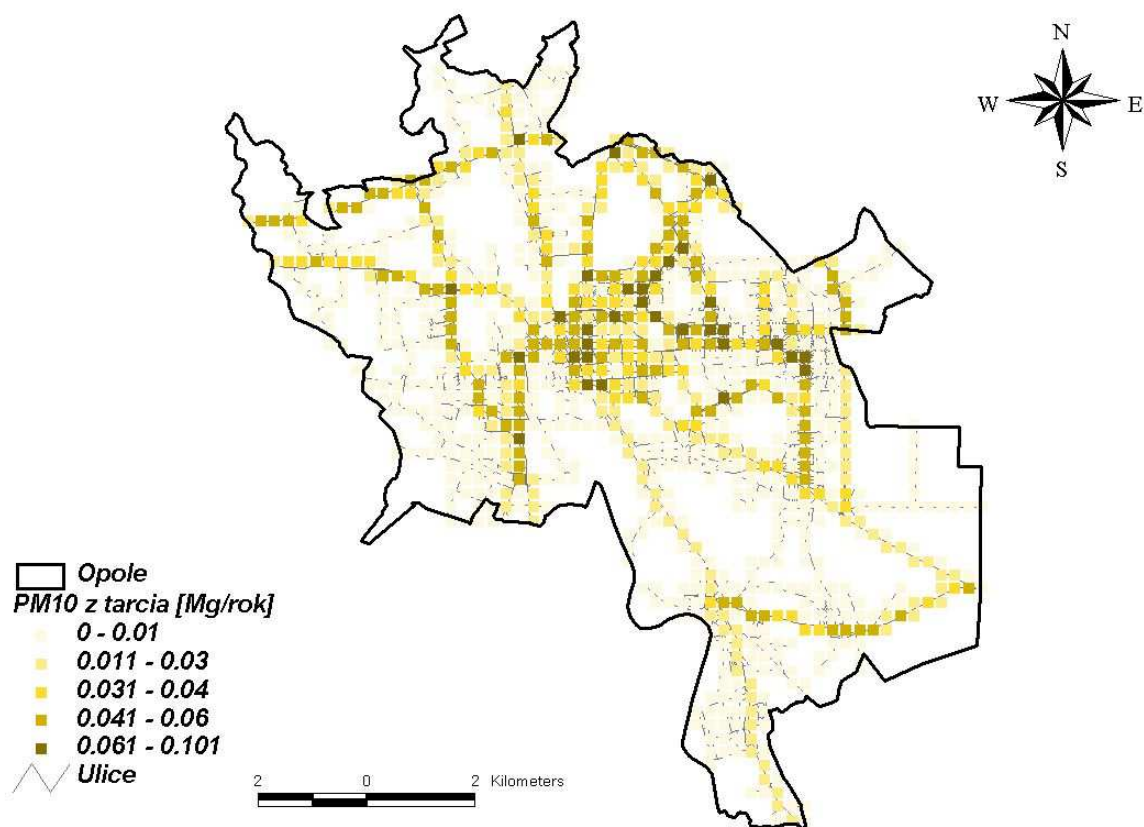 N
W E
S
Opole
PM10 z tarcia [Mg/rok]
0 - 0.01
0.011 - 0.03
0.031 - 0.04
0.041 - 0.06
0.061 - 0.101
Ulice
2 0 2 Kilometers